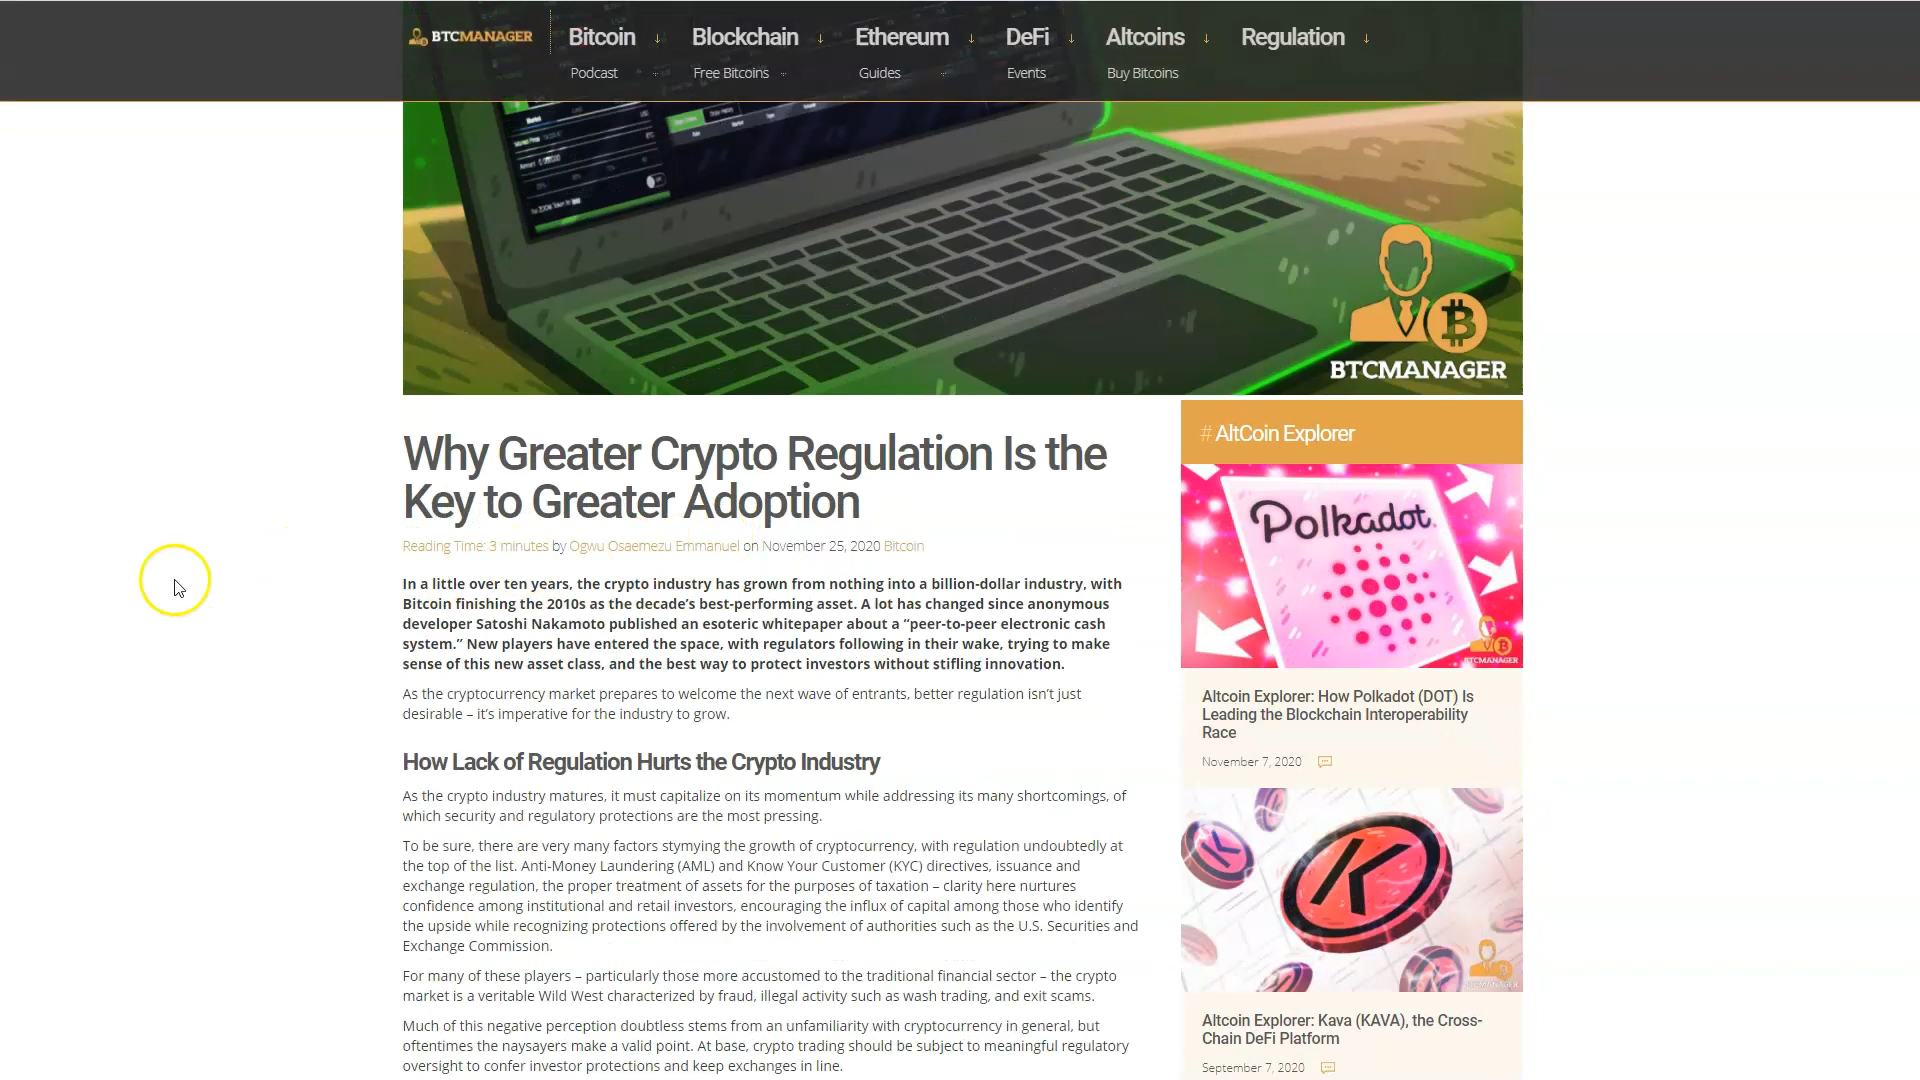 BTCMANAGER
Bitcoin
Blockchain
Ethereum
DeFi
Altcoins
Regulation
Podcast
Free Bitcoins
Guides
Events
Buy Bitcoins
BTCMANAGER
Why Greater Crypto Regulation Is the
Key to Greater Adoption
Reading Time: 3 minutes by Ogwu Osaemezu Emmanuel on November 25, 2020 Bitcoin
In a little over ten years, the crypto industry has grown from nothing into a billion-dollar industry, with
Bitcoin finishing the 2010s as the decade’s best-performing asset. A lot has changed since anonymous
developer Satoshi Nakamoto published an esoteric whitepaper about a “peer-to-peer electronic cash
system.” New players have entered the space, with regulators following in their wake, trying to make
sense of this new asset class, and the best way to protect investors without stifling innovation.
As the cryptocurrency market prepares to welcome the next wave of entrants, better regulation isn’t just
desirable – it’s imperative for the industry to grow.
How Lack of Regulation Hurts the Crypto Industry
As the crypto industry matures, it must capitalize on its momentum while addressing its many shortcomings, of
which security and regulatory protections are the most pressing.
To be sure, there are very many factors stymying the growth of cryptocurrency, with regulation undoubtedly at
the top of the list. Anti-Money Laundering (AML) and Know Your Customer (KYC) directives, issuance and
exchange regulation, the proper treatment of assets for the purposes of taxation – clarity here nurtures
confidence among institutional and retail investors, encouraging the influx of capital among those who identify
the upside while recognizing protections offered by the involvement of authorities such as the U.S. Securities and
Exchange Commission.
For many of these players – particularly those more accustomed to the traditional financial sector – the crypto
market is a veritable Wild West characterized by fraud, illegal activity such as wash trading, and exit scams.
Much of this negative perception doubtless stems from an unfamiliarity with cryptocurrency in general, but
oftentimes the naysayers make a valid point. At base, crypto trading should be subject to meaningful regulatory
oversight to confer investor protections and keep exchanges in line.
# AltCoin Explorer
Polkadot.
BTCMANAGER
Altcoin Explorer: How Polkadot (DOT) Is
Leading the Blockchain Interoperability
Race
November 7, 2020
BTCMANAGER
Altcoin Explorer: Kava (KAVA), the Cross-
Chain DeFi Platform
September 7, 2020